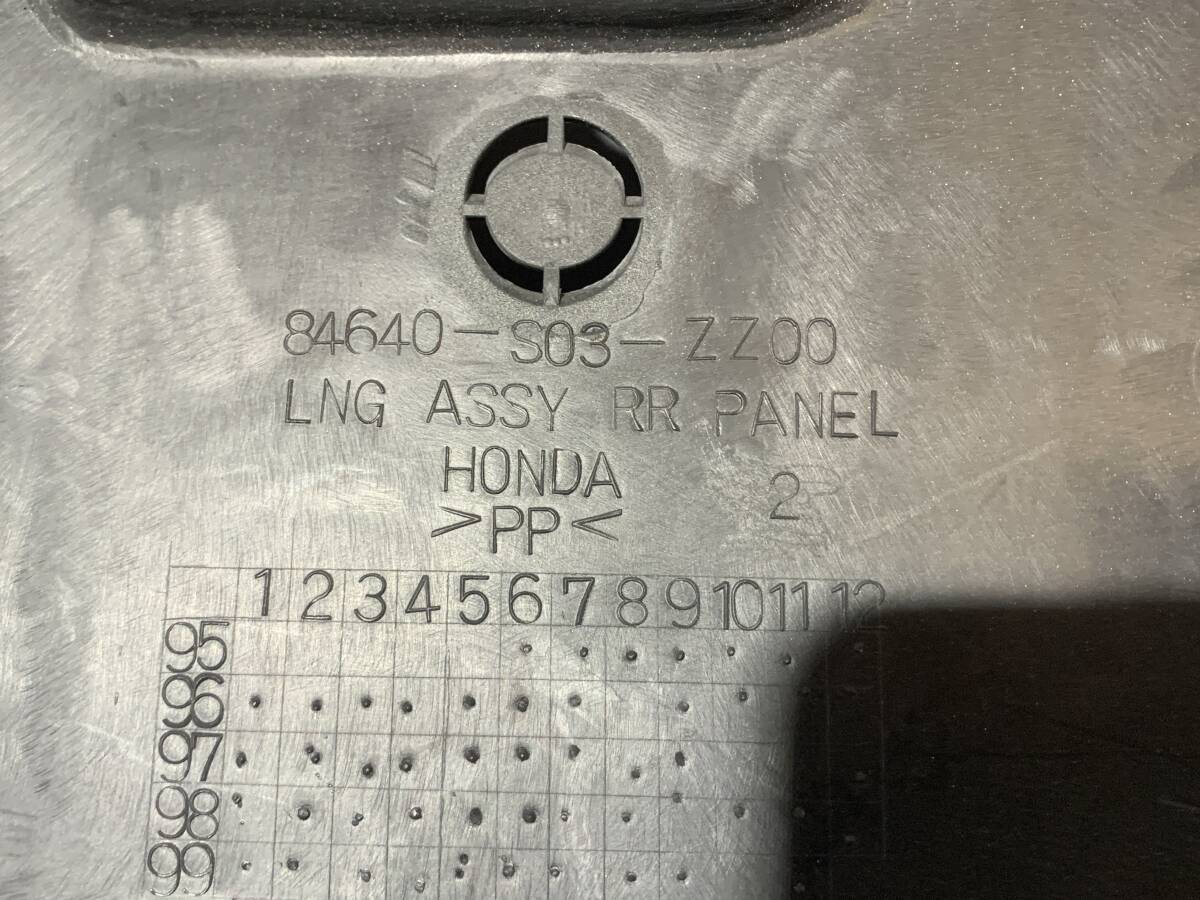 84640-S03-ZZ00
LNG ASSY RR PANEL
HONDA 2
>PP<
1 2 3 4 5 6 7 8 9 10 11 12
95
96
97
98
99